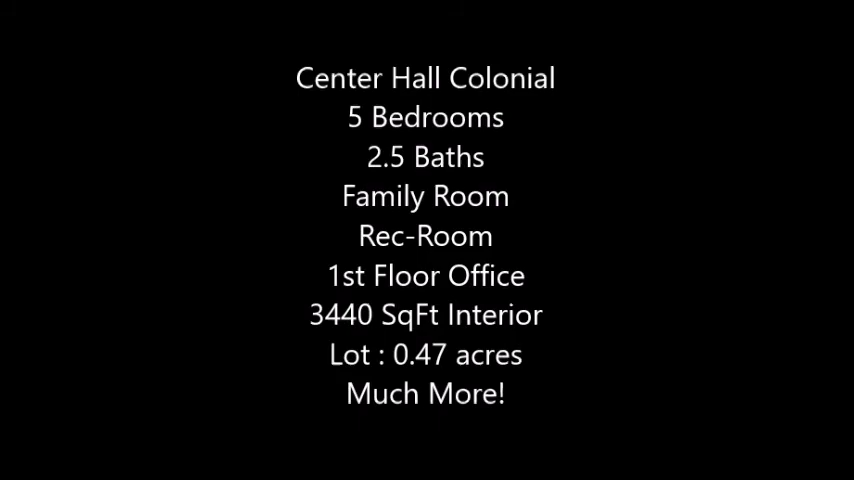 Center Hall Colonial
5 Bedrooms
2.5 Baths
Family Room
Rec-Room
1st Floor Office
3440 SqFt Interior
Lot : 0.47 acres
Much More!